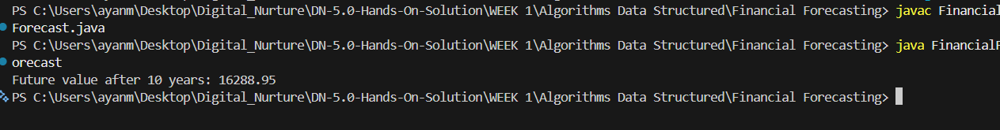 PS C:\Users\ayanm\Desktop\Digital_Nurture\DN-5.0-Hands-On-Solution\WEEK 1\Algorithms Data Structured\Financial Forecasting> javac Financial
Forecast.java
PS C:\Users\ayanm\Desktop\Digital_Nurture\DN-5.0-Hands-On-Solution\WEEK 1\Algorithms Data Structured\Financial Forecasting> java FinancialF
orecast
Future value after 10 years: 16288.95
PS C:\Users\ayanm\Desktop\Digital_Nurture\DN-5.0-Hands-On-Solution\WEEK 1\Algorithms Data Structured\Financial Forecasting>